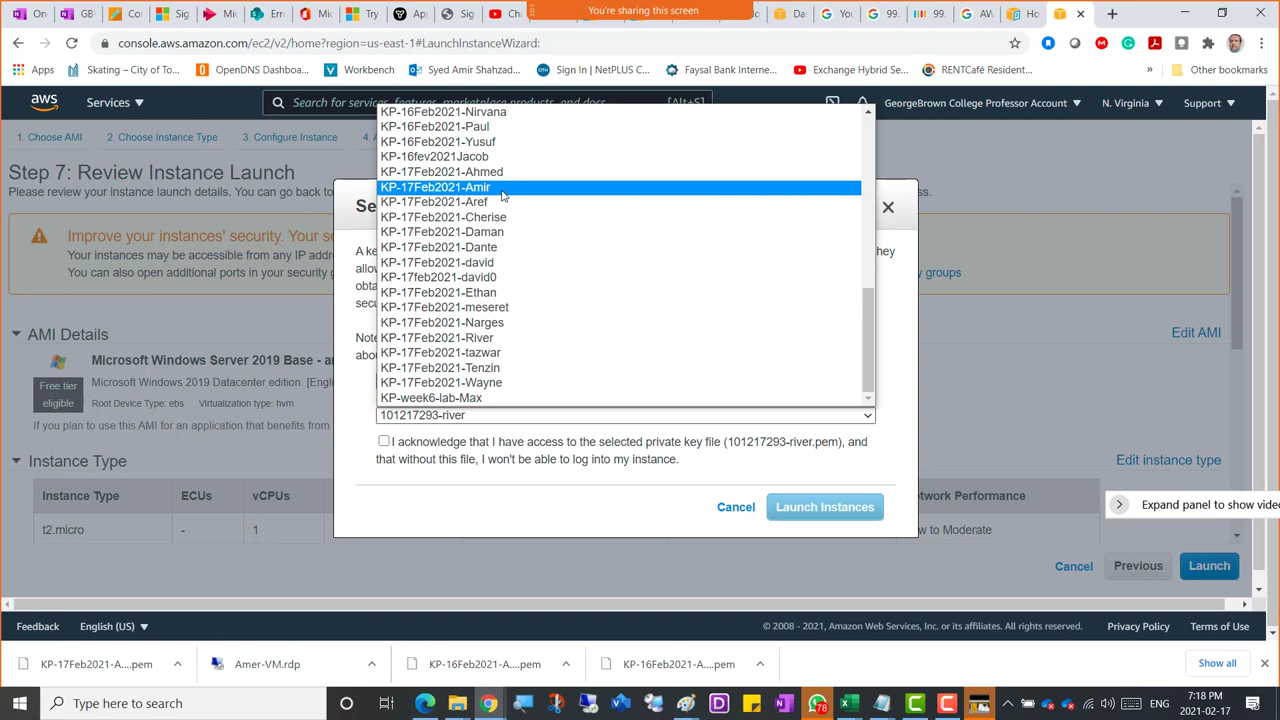 You're sharing this screen
console.aws.amazon.com/ec2/v2/home?region=us-east-1#LaunchInstanceWizard:
Apps
Skating – City of To...
OpenDNS Dashboa...
Workbench
Syed Amir Shahzad...
Sign In | NetPLUS C...
Faysal Bank Interne...
Exchange Hybrid Se...
RENTCafé Resident...
»
Other bookmarks
aws
Services
Search for services, features, marketplace products, and docs
[Alt+S]
GeorgeBrown College Professor Account
N. Virginia
Support
1. Choose AMI
2. Choose Instance Type
3. Configure Instance
Step 7: Review Instance Launch
Please review your instance launch details. You can go back to
Improve your instances' security. Your se
Your instances may be accessible from any IP address
You can also open additional ports in your security g
y groups
KP-16Feb2021-Nirvana
KP-16Feb2021-Paul
KP-16Feb2021-Yusuf
KP-16fev2021Jacob
KP-17Feb2021-Ahmed
KP-17Feb2021-Amir
KP-17Feb2021-Aref
KP-17Feb2021-Cherise
KP-17Feb2021-Daman
KP-17Feb2021-Dante
KP-17Feb2021-david
KP-17feb2021-david0
KP-17Feb2021-Ethan
KP-17Feb2021-meseret
KP-17Feb2021-Narges
KP-17Feb2021-River
KP-17Feb2021-tazwar
KP-17Feb2021-Tenzin
KP-17Feb2021-Wayne
KP-week6-lab-Max
101217293-river
I acknowledge that I have access to the selected private key file (101217293-river.pem), and
that without this file, I won't be able to log into my instance.
Cancel
Launch Instances
AMI Details
Edit AMI
Microsoft Windows Server 2019 Base - am
Free tier
eligible
Microsoft Windows 2019 Datacenter edition. [Engli
Root Device Type: ebs
Virtualization type: hvm
If you plan to use this AMI for an application that benefits from
Instance Type
Edit instance type
Instance Type
ECUs
vCPUs
twork Performance
t2.micro
-
1
w to Moderate
Expand panel to show video
Cancel
Previous
Launch
Feedback
English (US)
© 2008 - 2021, Amazon Web Services, Inc. or its affiliates. All rights reserved.
Privacy Policy
Terms of Use
KP-17Feb2021-A....pem
Amer-VM.rdp
KP-16Feb2021-A....pem
KP-16Feb2021-A....pem
Show all
Type here to search
78
ENG
7:18 PM
2021-02-17